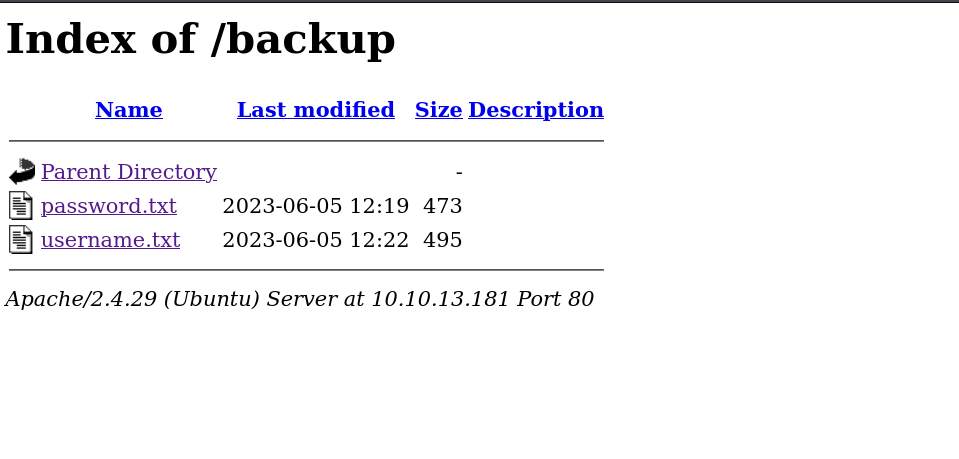 Index of /backup
Name Last modified Size Description
Parent Directory -
password.txt 2023-06-05 12:19 473
username.txt 2023-06-05 12:22 495
Apache/2.4.29 (Ubuntu) Server at 10.10.13.181 Port 80